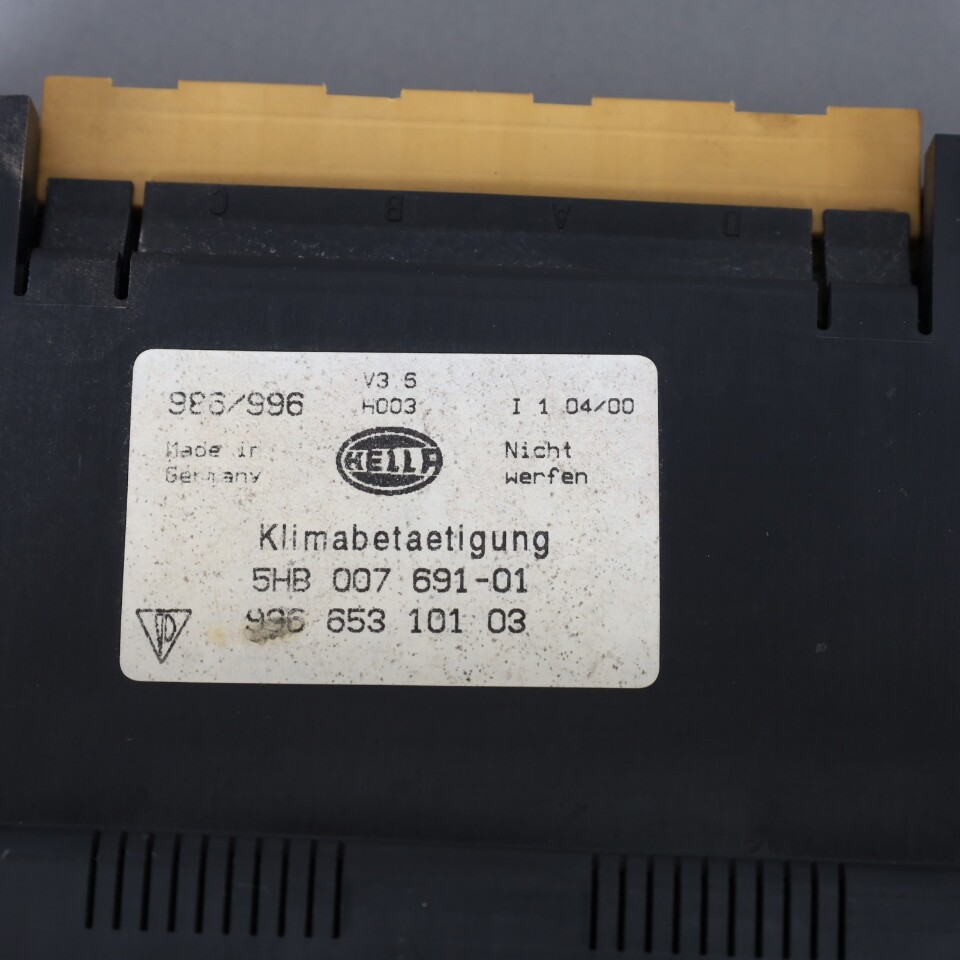 C B A D
986/996
V3 6
H003
I 1 04/00
Made in
Germany
HELLA
Nicht
werfen
Klimabetaetigung
5HB 007 691-01
996 653 101 03